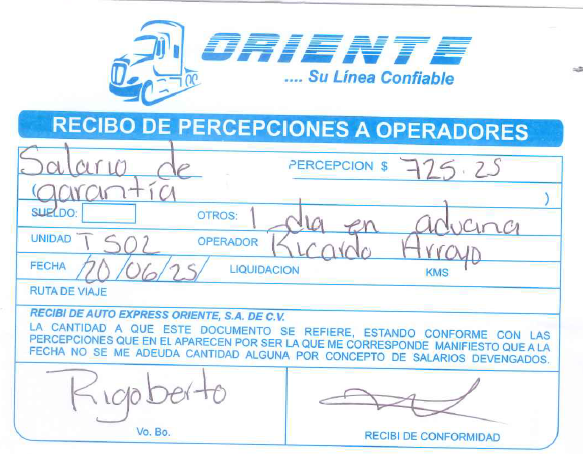 ORIENTE
.... Su Línea Confiable
RECIBO DE PERCEPCIONES A OPERADORES
Salario de PERCEPCION $ 725.25
(garantía )
SUELDO: OTROS: 1 dia en aduana
UNIDAD T502 OPERADOR Ricardo Arroyo
FECHA 20/06/25/ LIQUIDACION KMS
RUTA DE VIAJE
RECIBI DE AUTO EXPRESS ORIENTE, S.A. DE C.V.
LA CANTIDAD A QUE ESTE DOCUMENTO SE REFIERE, ESTANDO CONFORME CON LAS
PERCEPCIONES QUE EN EL APARECEN POR SER LA QUE ME CORRESPONDE MANIFIESTO QUE A LA
FECHA NO SE ME ADEUDA CANTIDAD ALGUNA POR CONCEPTO DE SALARIOS DEVENGADOS.
Rigoberto
Vo. Bo. RECIBI DE CONFORMIDAD